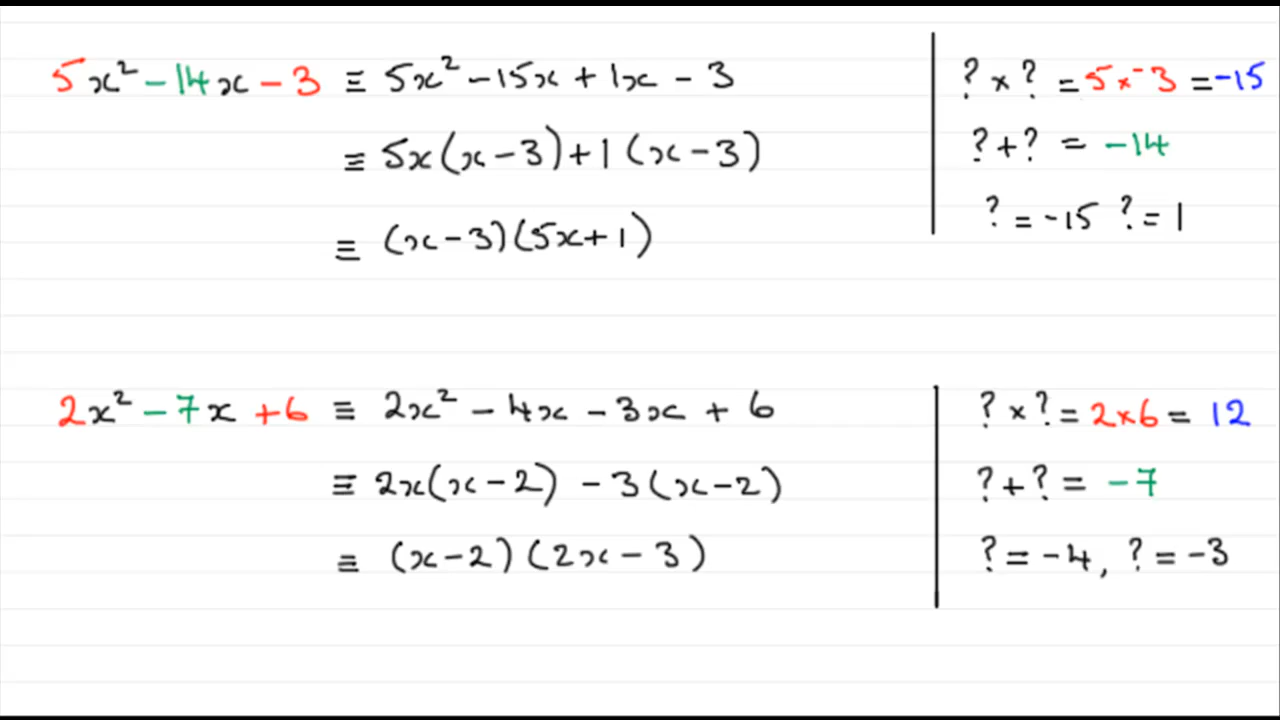 5x² - 14x - 3 ≡ 5x² - 15x + 1x - 3
≡ 5x(x - 3) + 1(x - 3)
≡ (x - 3)(5x + 1)
? × ? = 5 × -3 = -15
? + ? = -14
? = -15 ? = 1
2x² - 7x + 6 ≡ 2x² - 4x - 3x + 6
≡ 2x(x - 2) - 3(x - 2)
≡ (x - 2)(2x - 3)
? × ? = 2 × 6 = 12
? + ? = -7
? = -4, ? = -3